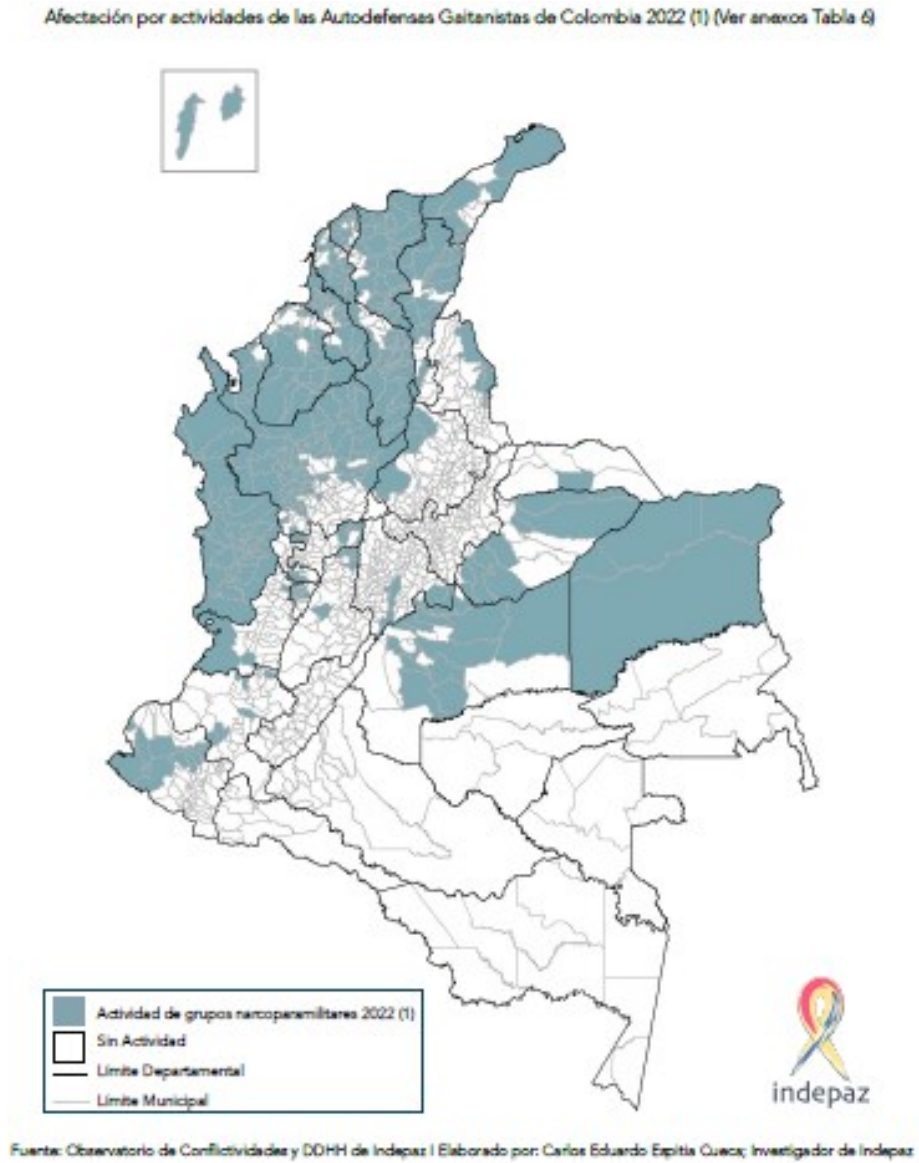 Afectación por actividades de las Autodefensas Gaitanistas de Colombia 2022 (1) (Ver anexos Tabla 6)
Actividad de grupos narcoparamilitares 2022 (1)
Sin Actividad
Límite Departamental
Límite Municipal
indepaz
Fuente: Observatorio de Conflictividades y DDHH de Indepaz I Elaborado por: Carlos Eduardo Espitia Cueca; Investigador de Indepaz